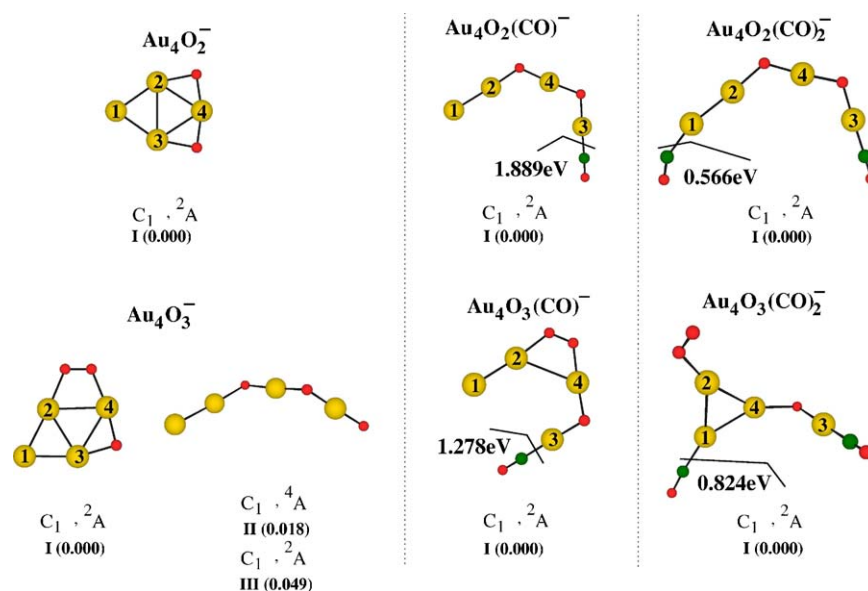 Au4O2−
1
2
3
4
C1 , 2A
I (0.000)
Au4O2(CO)−
1
2
4
3
1.889eV
C1 , 2A
I (0.000)
Au4O2(CO)2−
1
2
4
3
0.566eV
C1 , 2A
I (0.000)
Au4O3−
2
4
1
3
C1 , 2A
I (0.000)
C1 , 4A
II (0.018)
C1 , 2A
III (0.049)
Au4O3(CO)−
2
1
4
3
1.278eV
C1 , 2A
I (0.000)
Au4O3(CO)2−
2
4
3
1
0.824eV
C1 , 2A
I (0.000)